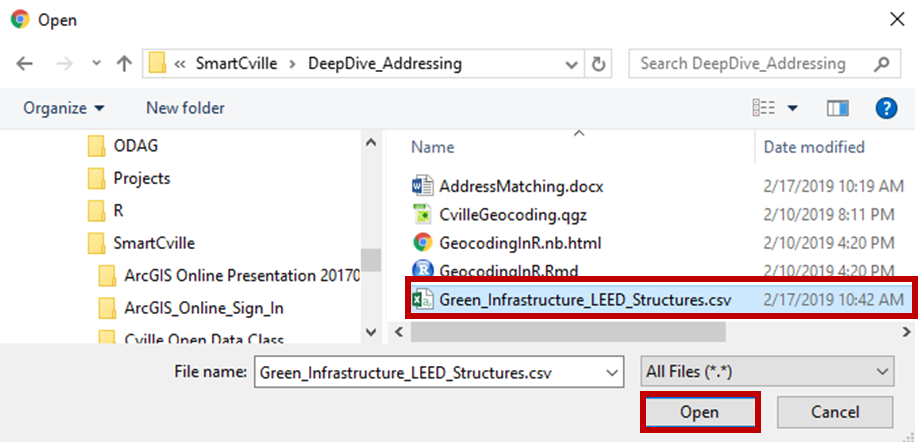 Open
« SmartCville > DeepDive_Addressing
Search DeepDive_Addressing
Organize
New folder
ODAG
Projects
R
SmartCville
ArcGIS Online Presentation 20170
ArcGIS_Online_Sign_In
Cville Open Data Class
Name Date modified
AddressMatching.docx 2/17/2019 10:19 AM
CvilleGeocoding.qgz 2/10/2019 8:11 PM
GeocodingInR.nb.html 2/10/2019 4:20 PM
GeocodingInR.Rmd 2/10/2019 4:20 PM
Green_Infrastructure_LEED_Structures.csv 2/17/2019 10:42 AM
File name: Green_Infrastructure_LEED_Structures.csv
All Files (*.*)
Open
Cancel